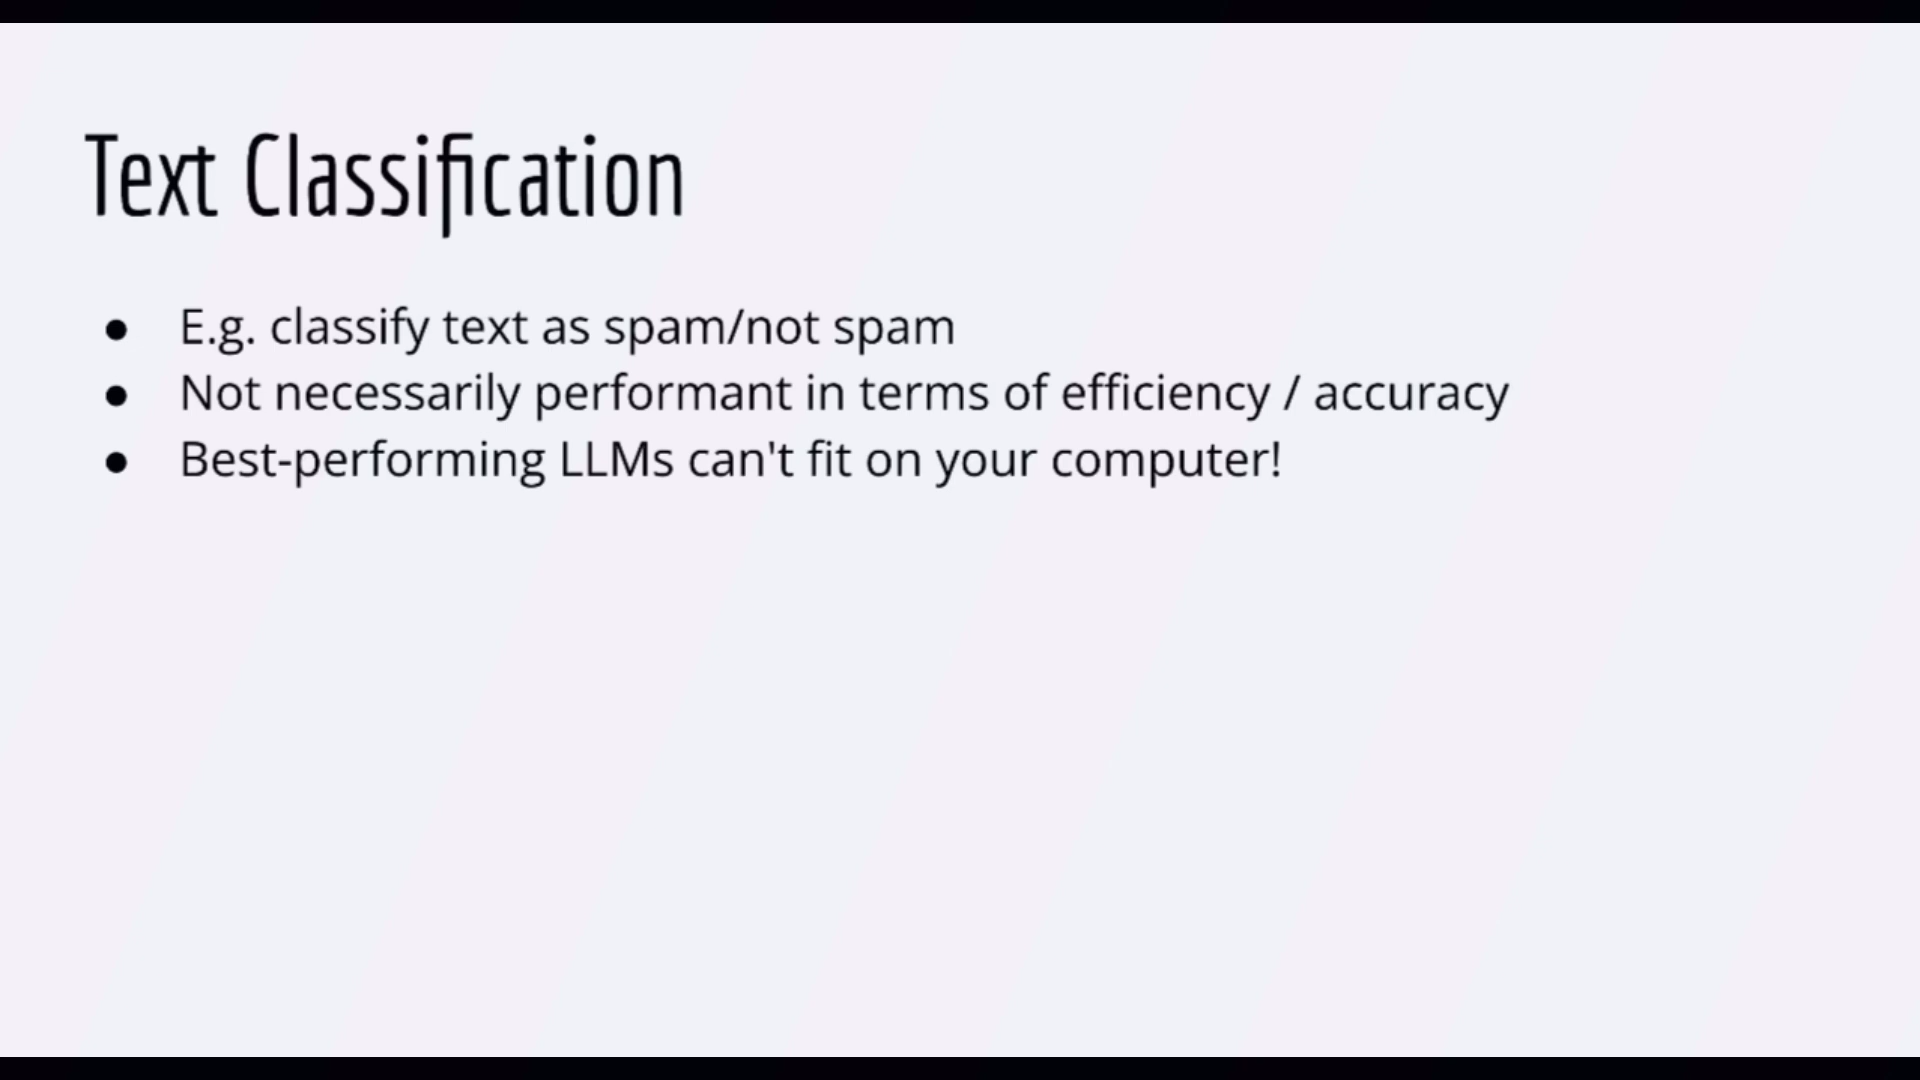 Text Classification
● E.g. classify text as spam/not spam
● Not necessarily performant in terms of efficiency / accuracy
● Best-performing LLMs can't fit on your computer!